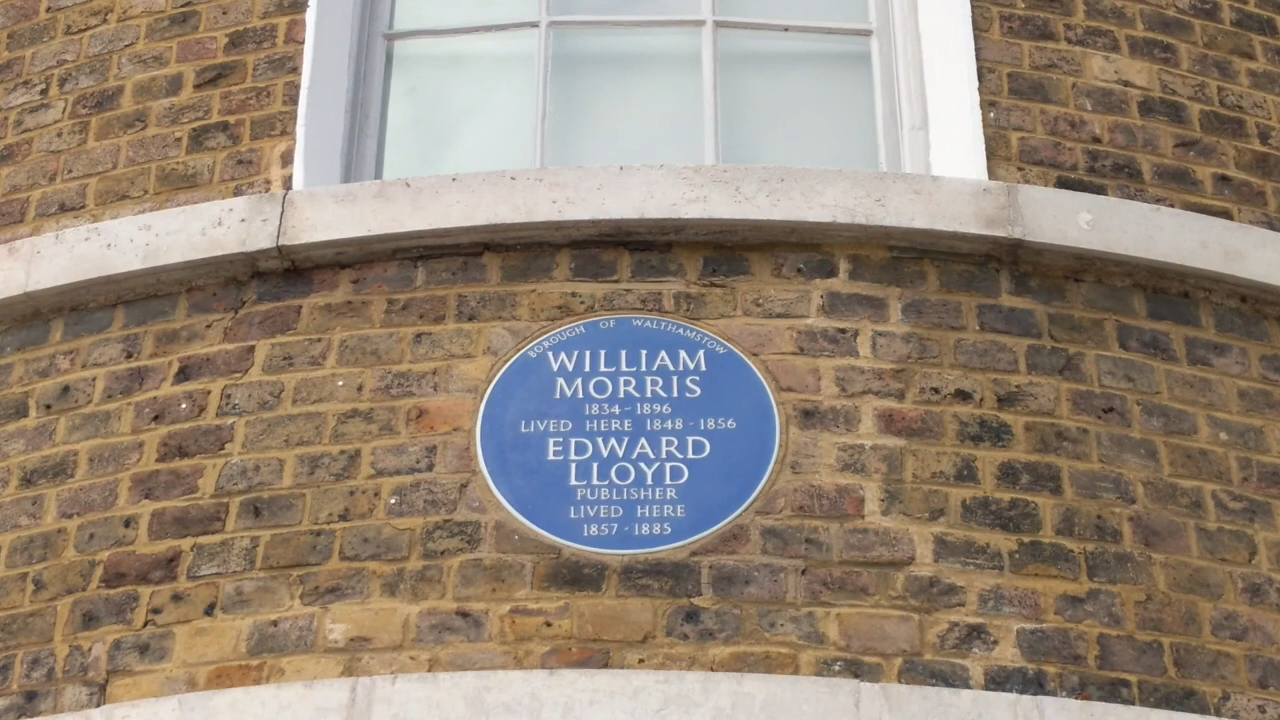 BOROUGH OF WALTHAMSTOW
WILLIAM
MORRIS
1834-1896
LIVED HERE 1848-1856
EDWARD
LLOYD
PUBLISHER
LIVED HERE
1857-1885